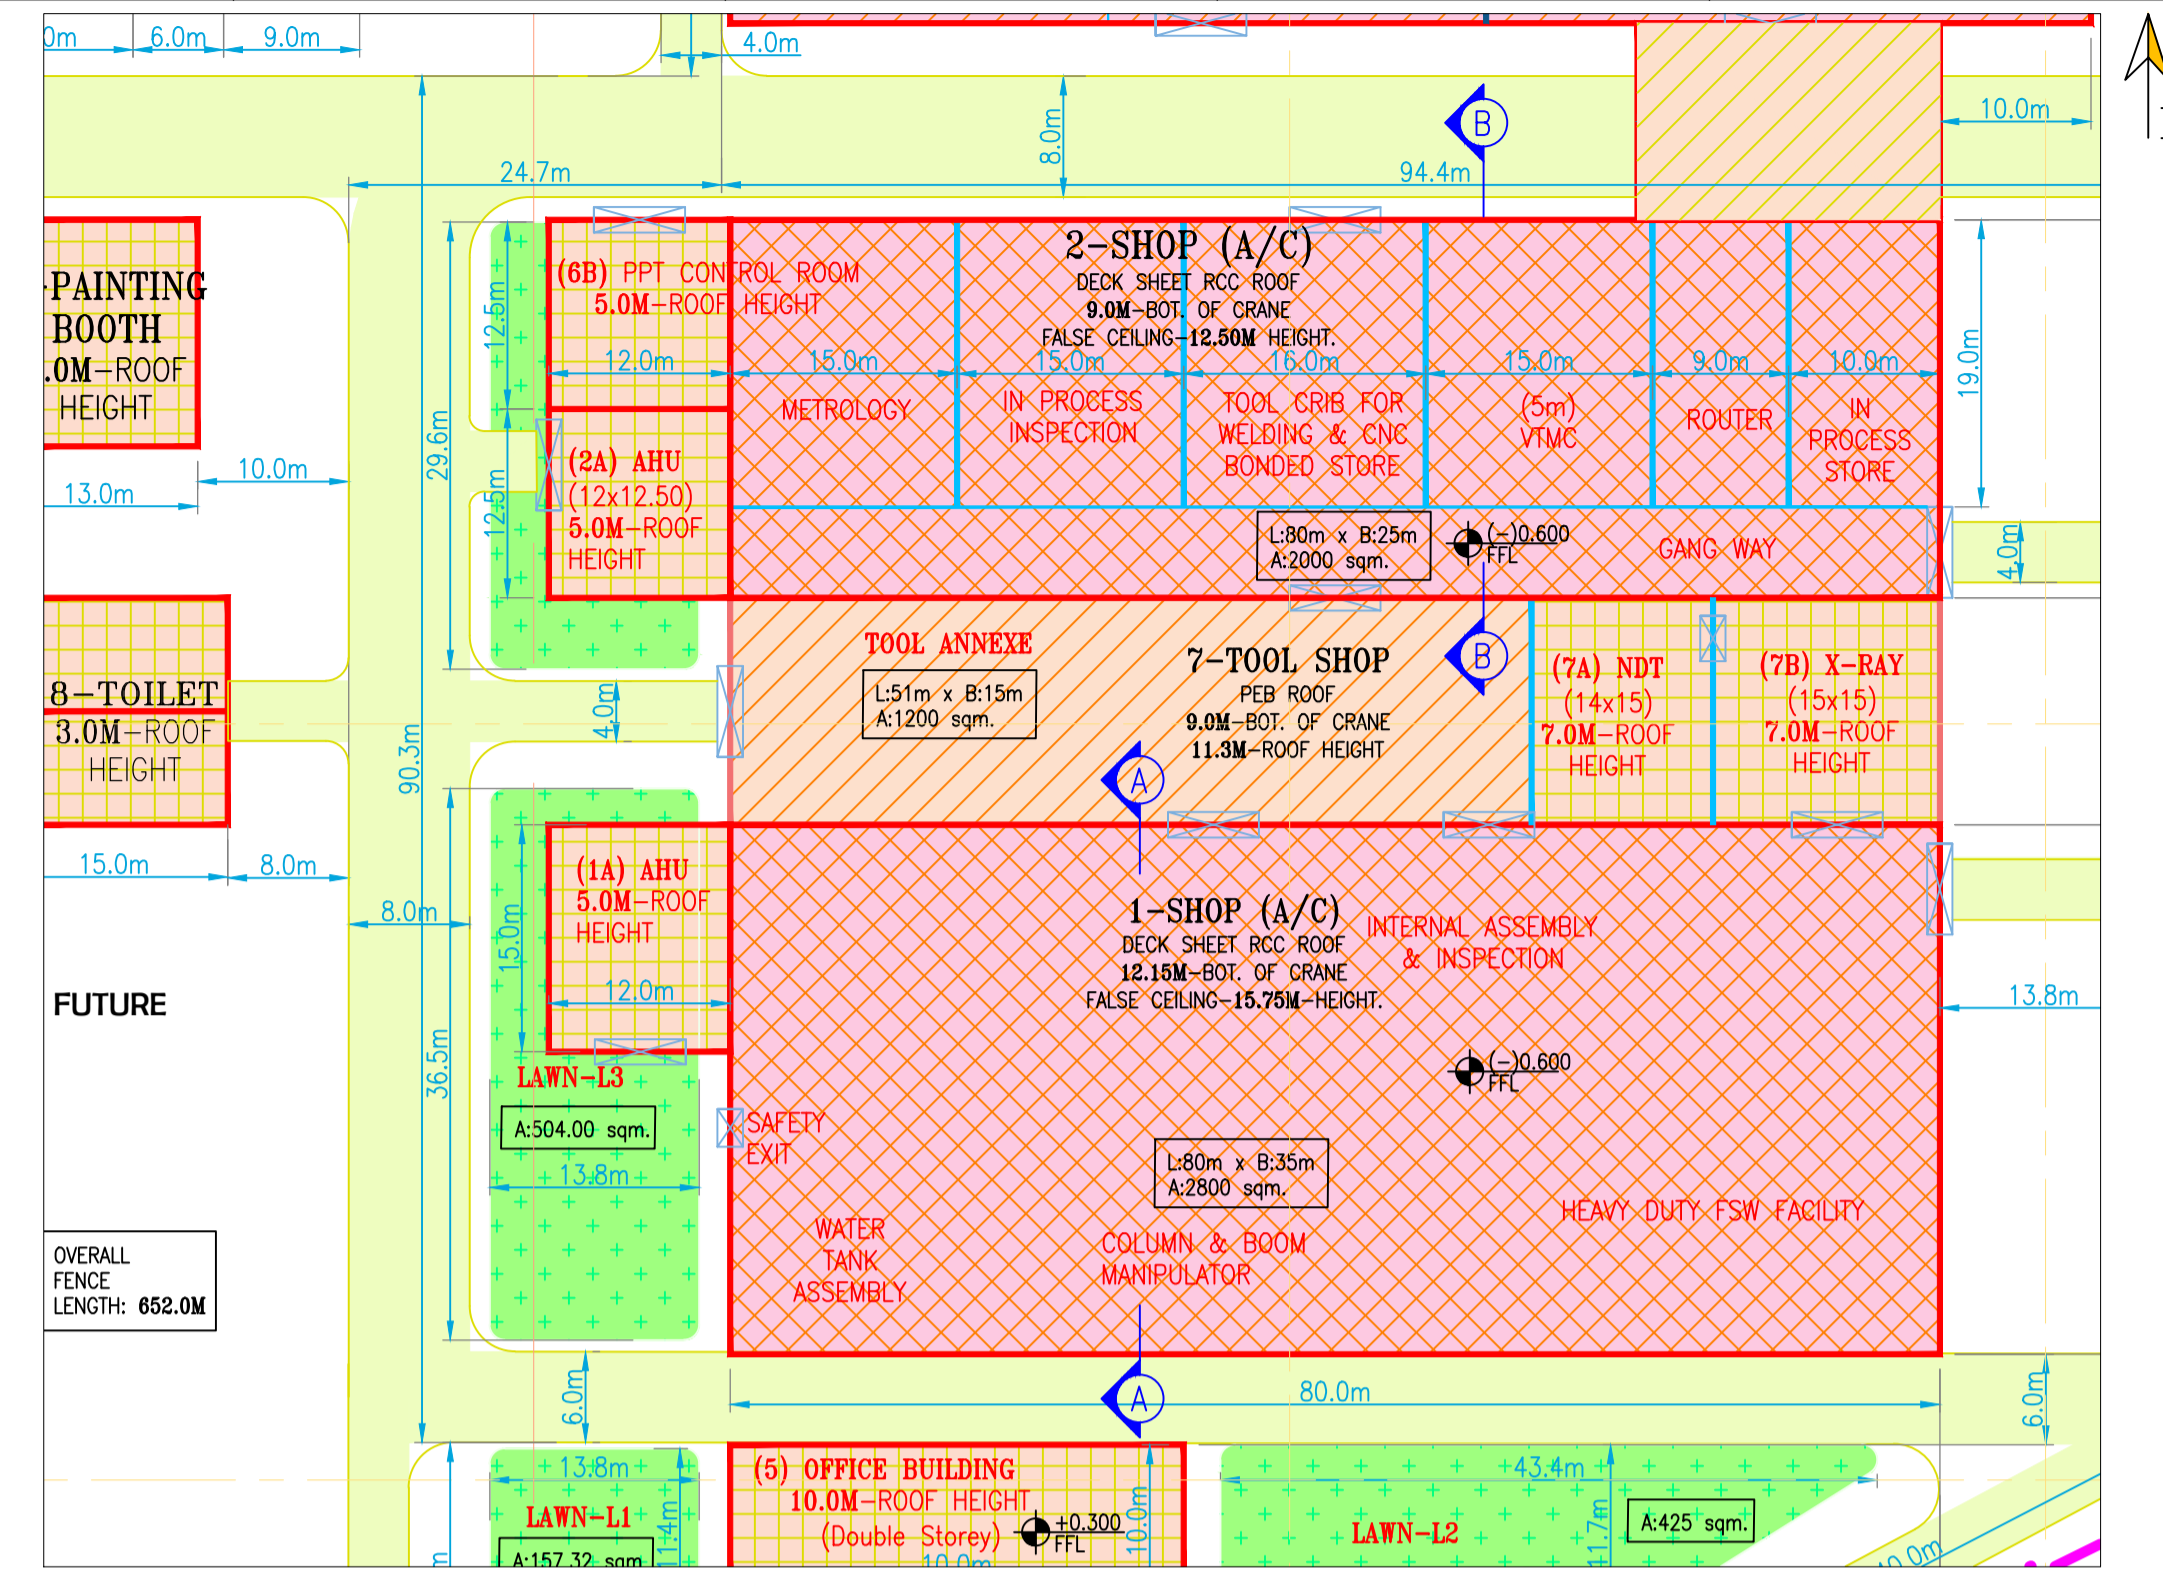 6.0m
9.0m
4.0m
10.0m
8.0m
24.7m
94.4m
B
-PAINTING
BOOTH
.0M-ROOF
HEIGHT
13.0m
10.0m
(6B) PPT CONTROL ROOM
5.0M-ROOF HEIGHT
12.5m
12.0m
29.6m
2-SHOP (A/C)
DECK SHEET RCC ROOF
9.0M-BOT. OF CRANE
FALSE CEILING-12.50M HEIGHT.
15.0m
15.0m
16.0m
15.0m
9.0m
10.0m
19.0m
METROLOGY
IN PROCESS
INSPECTION
TOOL CRIB FOR
WELDING & CNC
BONDED STORE
(5m)
VTMC
ROUTER
IN
PROCESS
STORE
(2A) AHU
(12x12.50)
5.0M-ROOF
HEIGHT
12.5m
L:80m x B:25m
A:2000 sqm.
(-)0.600
FFL
GANG WAY
4.0m
8-TOILET
3.0M-ROOF
HEIGHT
15.0m
8.0m
4.0m
90.3m
TOOL ANNEXE
L:51m x B:15m
A:1200 sqm.
7-TOOL SHOP
PEB ROOF
9.0M-BOT. OF CRANE
11.3M-ROOF HEIGHT
B
A
(7A) NDT
(14x15)
7.0M-ROOF
HEIGHT
(7B) X-RAY
(15x15)
7.0M-ROOF
HEIGHT
(1A) AHU
5.0M-ROOF
HEIGHT
15.0m
12.0m
8.0m
36.5m
1-SHOP (A/C)
DECK SHEET RCC ROOF
12.15M-BOT. OF CRANE
FALSE CEILING-15.75M-HEIGHT.
INTERNAL ASSEMBLY
& INSPECTION
13.8m
FUTURE
(-)0.600
FFL
LAWN-L3
A:504.00 sqm.
13.8m
SAFETY
EXIT
L:80m x B:35m
A:2800 sqm.
HEAVY DUTY FSW FACILITY
WATER
TANK
ASSEMBLY
COLUMN & BOOM
MANIPULATOR
OVERALL
FENCE
LENGTH: 652.0M
6.0m
A
80.0m
6.0m
13.8m
LAWN-L1
A:157.32 sqm
11.4m
(5) OFFICE BUILDING
10.0M-ROOF HEIGHT
(Double Storey)
+0.300
FFL
10.0m
10.0m
43.4m
LAWN-L2
11.7m
A:425 sqm.